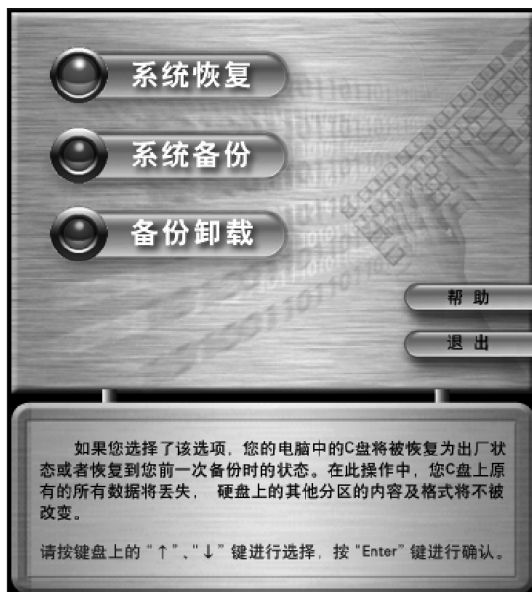 系统恢复
系统备份
备份卸载
帮 助
退 出
如果您选择了该选项，您的电脑中的C盘将被恢复为出厂状
态或者恢复到您前一次备份时的状态。在此操作中，您C盘上原
有的所有数据将丢失， 硬盘上的其他分区的内容及格式将不被
改变。
请按键盘上的“↑”、“↓”键进行选择，按“Enter”键进行确认。